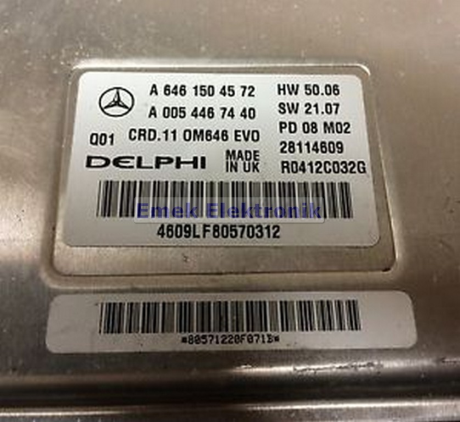 A 646 150 45 72 HW 50.06
A 005 446 74 40 SW 21.07
Q01 CRD.11 OM646 EVO PD 08 M02
28114609
DELPHI MADE IN UK R0412C032G
Emek Elektronik
4609LF80570312
*80571220F071B*